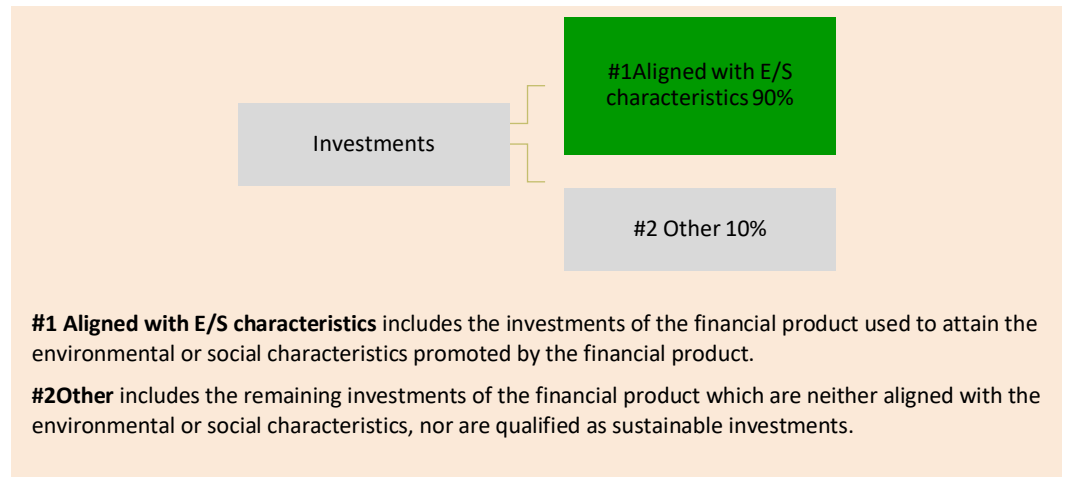 #1Aligned with E/S
characteristics 90%
Investments
#2 Other 10%
#1 Aligned with E/S characteristics includes the investments of the financial product used to attain the
environmental or social characteristics promoted by the financial product.
#2Other includes the remaining investments of the financial product which are neither aligned with the
environmental or social characteristics, nor are qualified as sustainable investments.